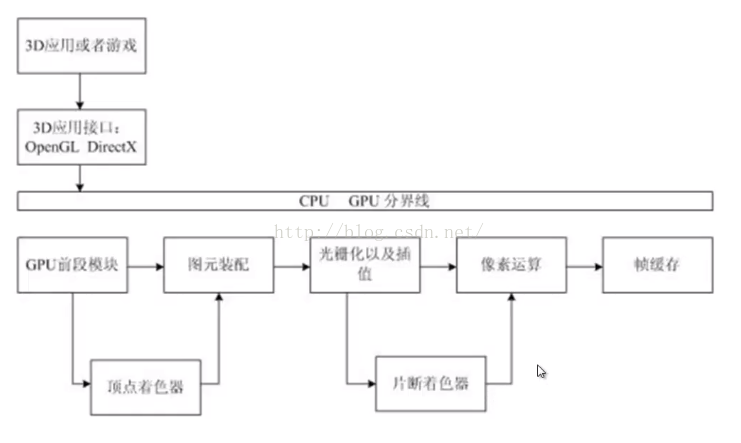 3D应用或者游戏
3D应用接口：
OpenGL DirectX
CPU GPU 分界线
http://blog.csdn.net/
GPU前段模块
图元装配
光栅化以及插
值
像素运算
帧缓存
顶点着色器
片断着色器